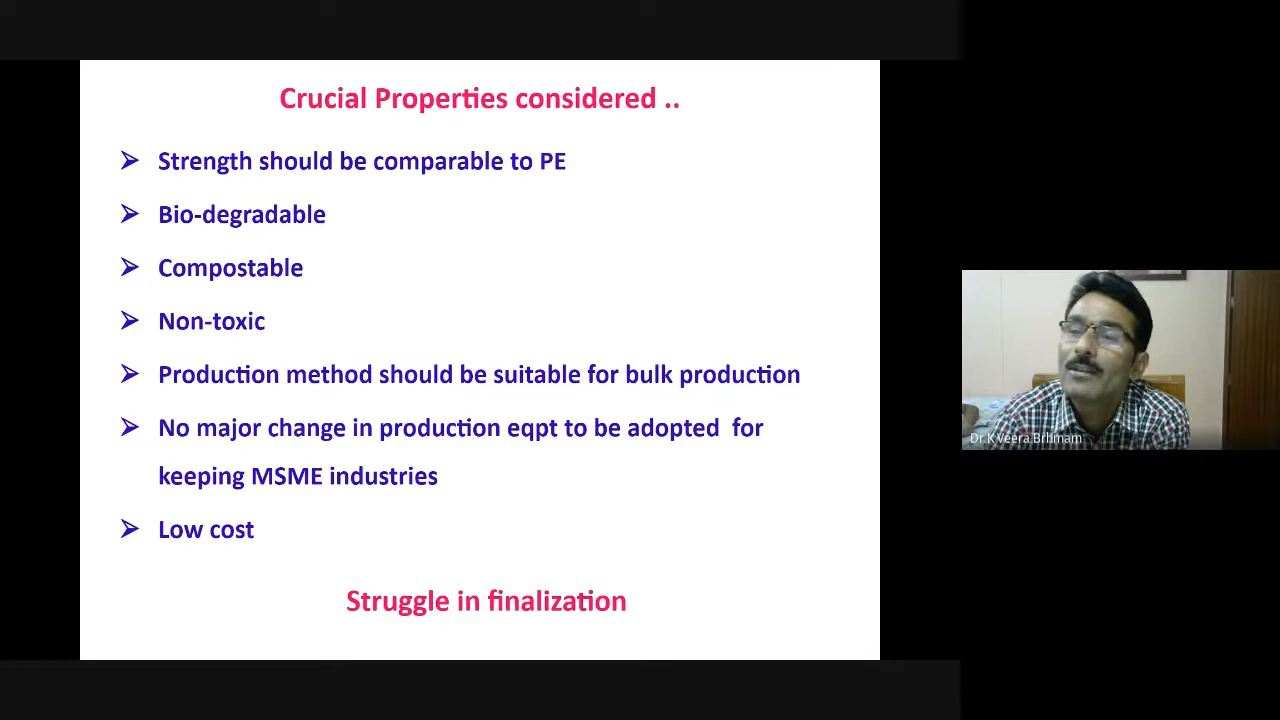 Crucial Properties considered ..
➢ Strength should be comparable to PE
➢ Bio-degradable
➢ Compostable
➢ Non-toxic
➢ Production method should be suitable for bulk production
➢ No major change in production eqpt to be adopted for
keeping MSME industries
➢ Low cost
Struggle in finalization
Dr K Veera Brhmam